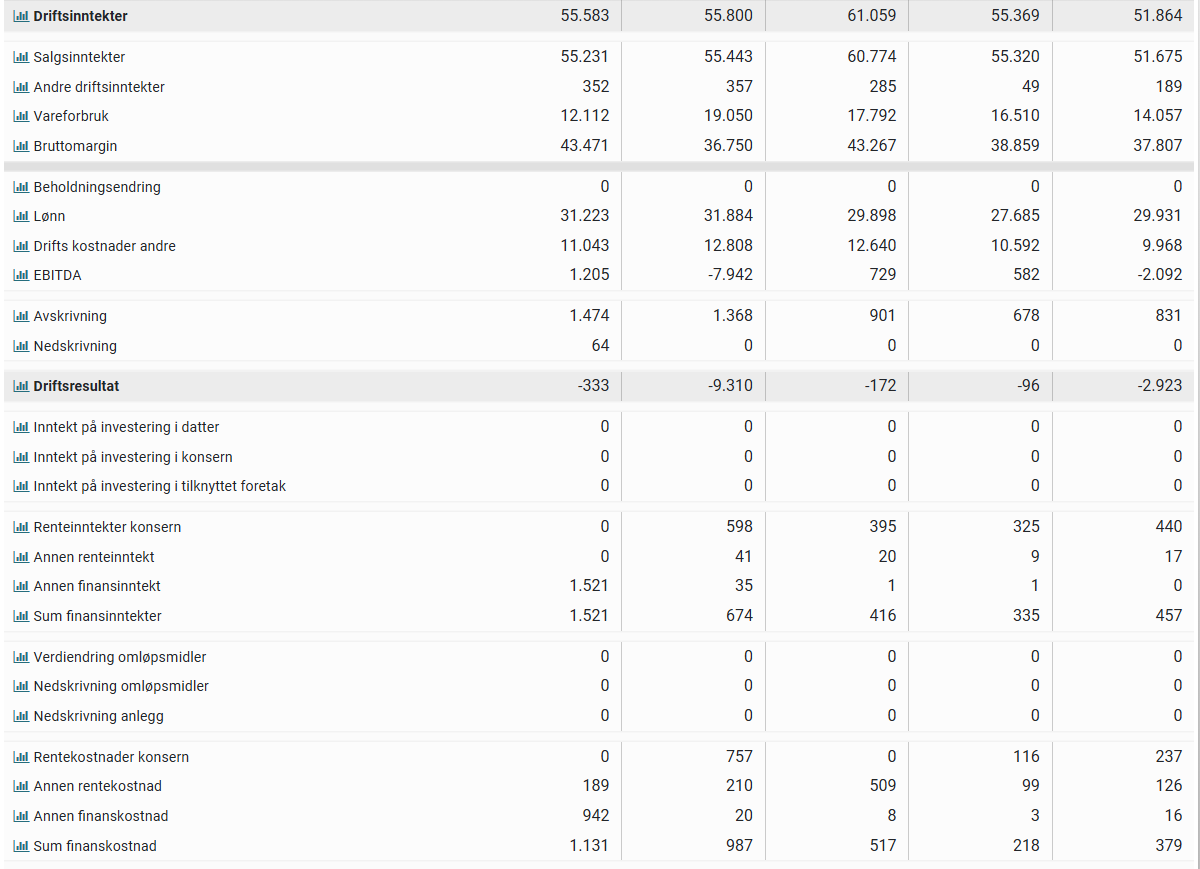 Driftsinntekter 55.583 55.800 61.059 55.369 51.864
Salgsinntekter 55.231 55.443 60.774 55.320 51.675
Andre driftsinntekter 352 357 285 49 189
Vareforbruk 12.112 19.050 17.792 16.510 14.057
Bruttomargin 43.471 36.750 43.267 38.859 37.807
Beholdningsendring 0 0 0 0 0
Lønn 31.223 31.884 29.898 27.685 29.931
Drifts kostnader andre 11.043 12.808 12.640 10.592 9.968
EBITDA 1.205 -7.942 729 582 -2.092
Avskrivning 1.474 1.368 901 678 831
Nedskrivning 64 0 0 0 0
Driftsresultat -333 -9.310 -172 -96 -2.923
Inntekt på investering i datter 0 0 0 0 0
Inntekt på investering i konsern 0 0 0 0 0
Inntekt på investering i tilknyttet foretak 0 0 0 0 0
Renteinntekter konsern 0 598 395 325 440
Annen renteinntekt 0 41 20 9 17
Annen finansinntekt 1.521 35 1 1 0
Sum finansinntekter 1.521 674 416 335 457
Verdiendring omløpsmidler 0 0 0 0 0
Nedskrivning omløpsmidler 0 0 0 0 0
Nedskrivning anlegg 0 0 0 0 0
Rentekostnader konsern 0 757 0 116 237
Annen rentekostnad 189 210 509 99 126
Annen finanskostnad 942 20 8 3 16
Sum finanskostnad 1.131 987 517 218 379